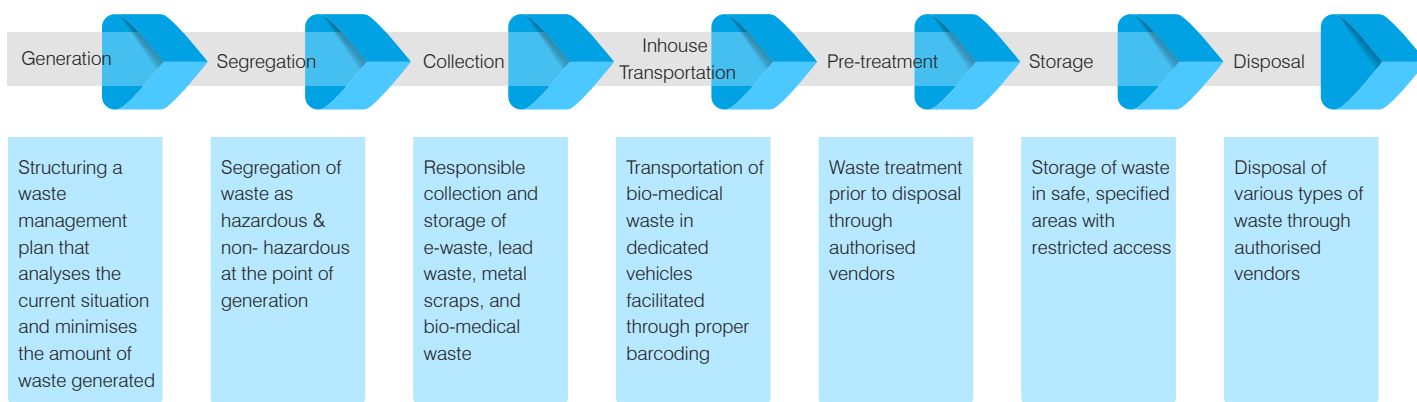 Generation
Segregation
Collection
Inhouse
Transportation
Pre-treatment
Storage
Disposal
Structuring a
waste
management
plan that
analyses the
current situation
and minimises
the amount of
waste generated
Segregation of
waste as
hazardous &
non- hazardous
at the point of
generation
Responsible
collection and
storage of
e-waste, lead
waste, metal
scraps, and
bio-medical
waste
Transportation of
bio-medical
waste in
dedicated
vehicles
facilitated
through proper
barcoding
Waste treatment
prior to disposal
through
authorised
vendors
Storage of waste
in safe, specified
areas with
restricted access
Disposal of
various types of
waste through
authorised
vendors